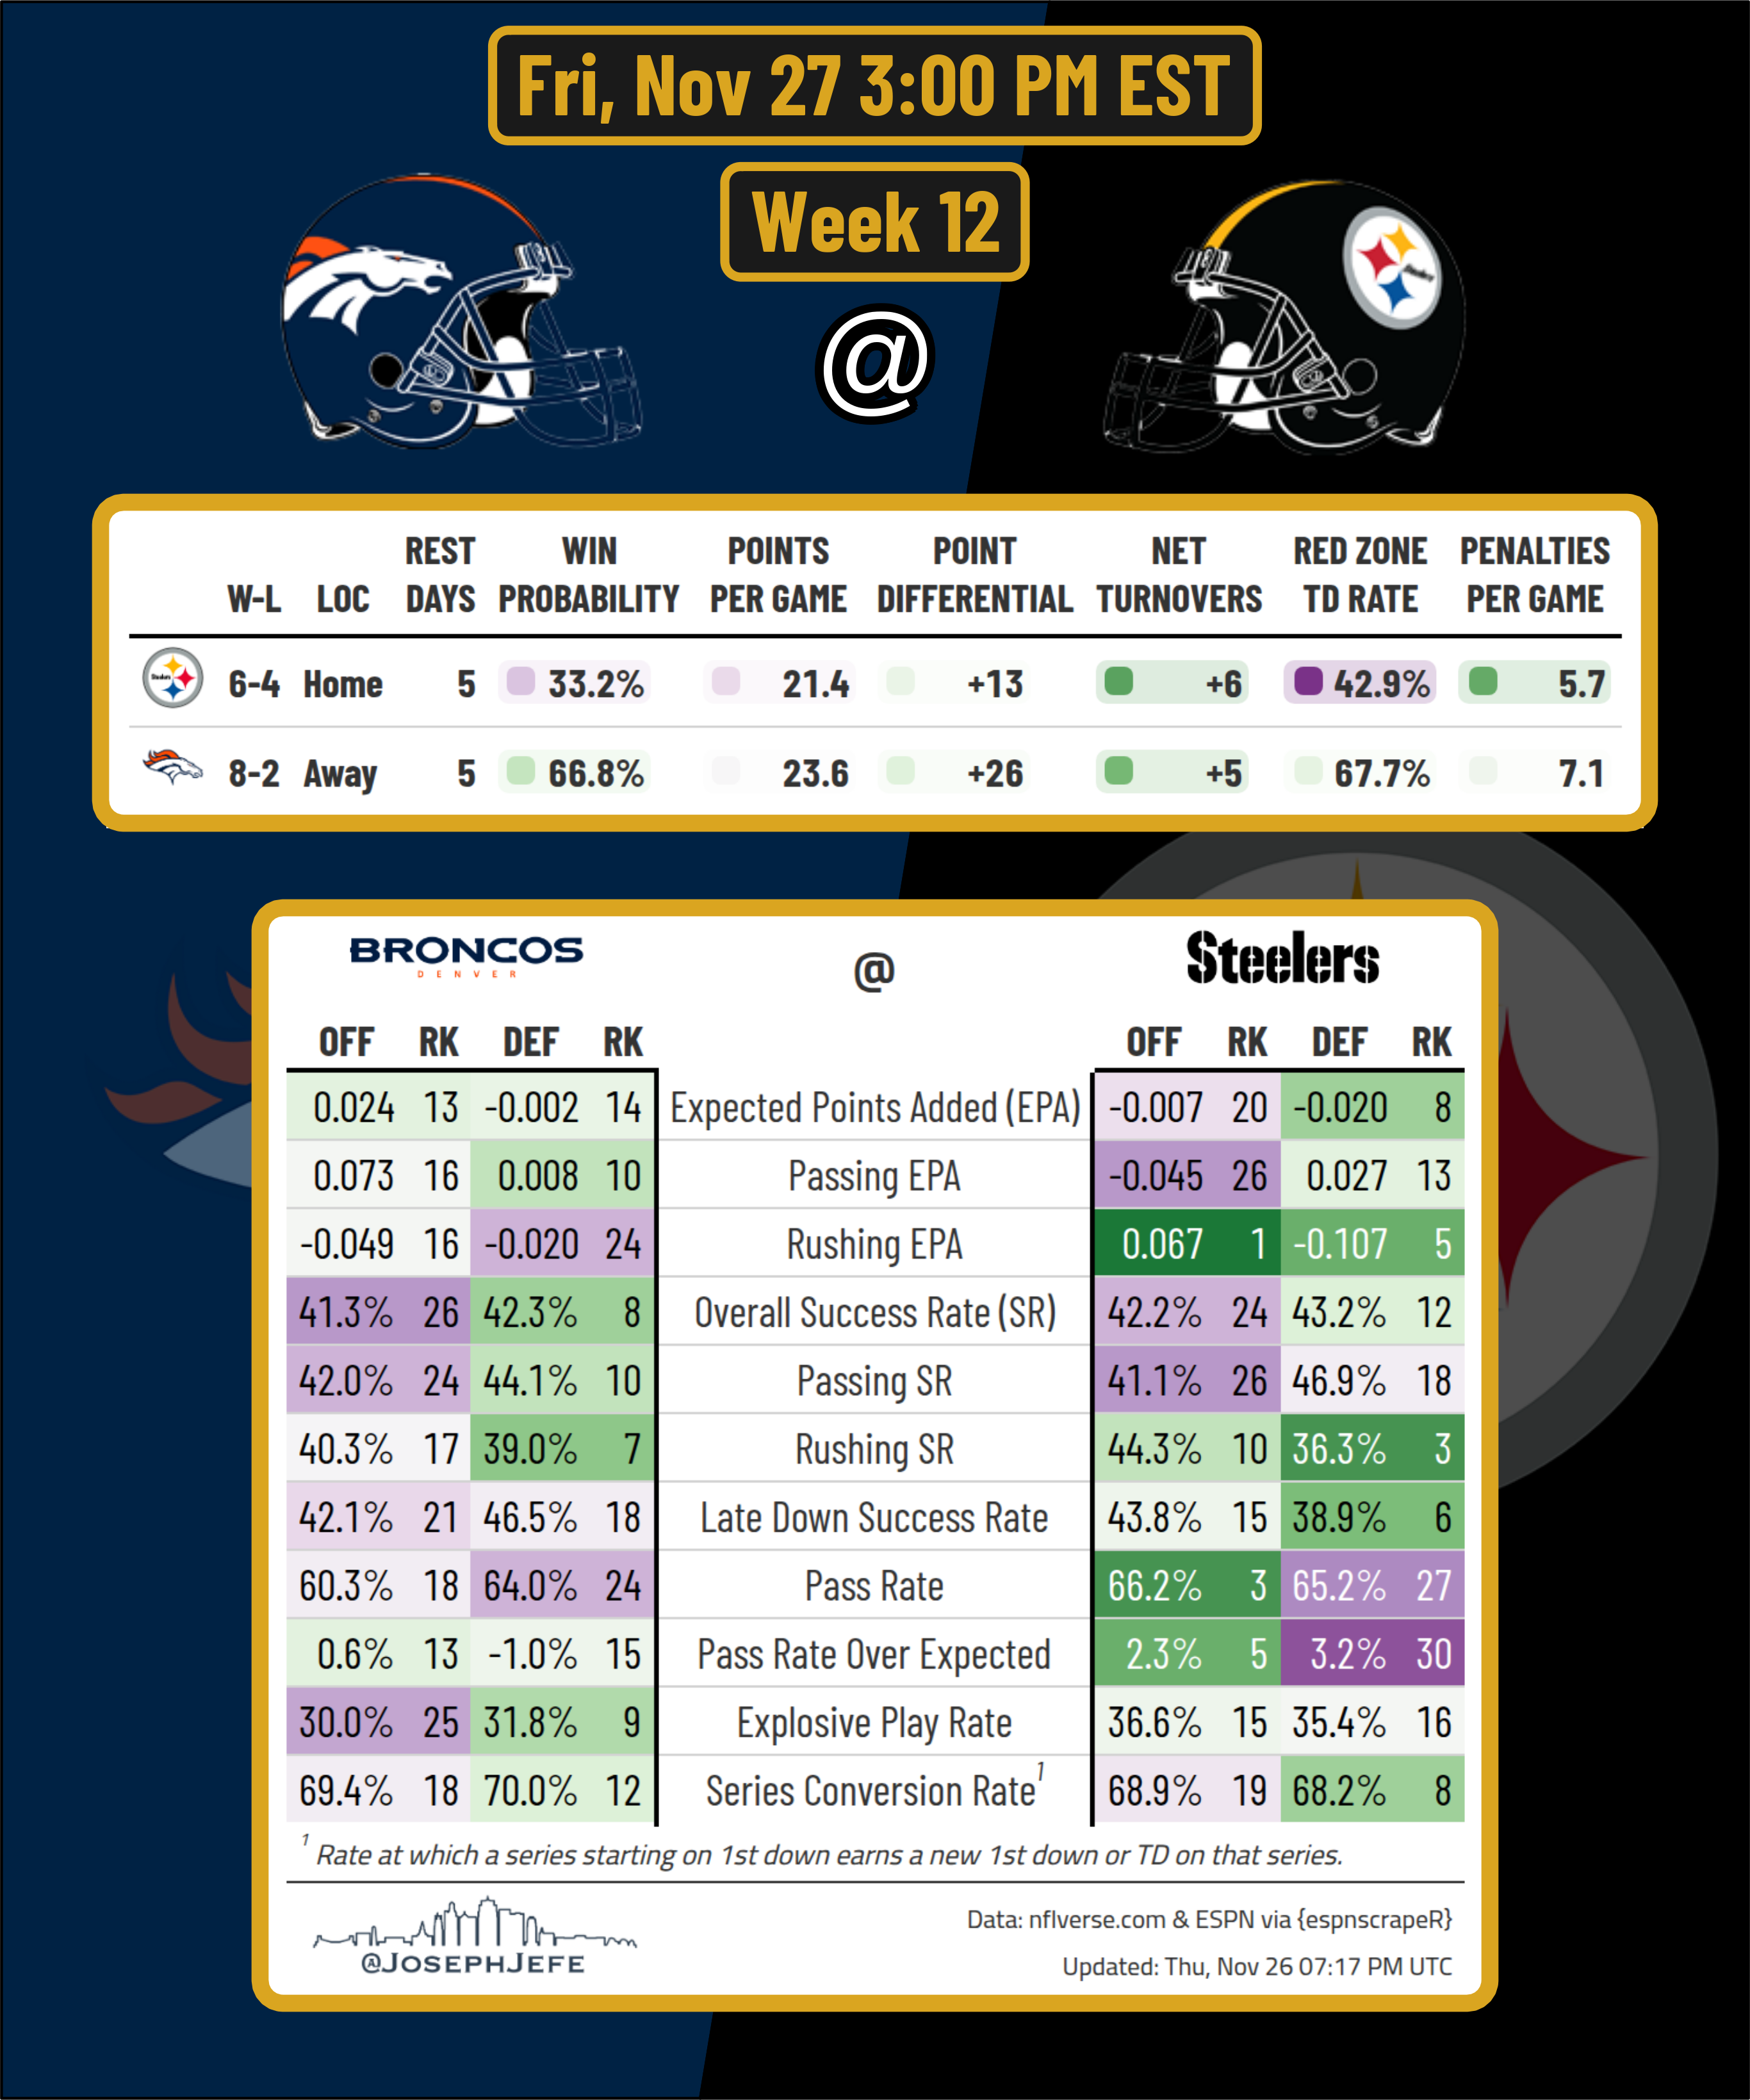 Fri, Nov 27 3:00 PM EST
Week 12
@
REST WIN POINTS POINT NET RED ZONE PENALTIES
W-L LOC DAYS PROBABILITY PER GAME DIFFERENTIAL TURNOVERS TD RATE PER GAME
Steelers 6-4 Home 5 33.2% 21.4 +13 +6 42.9% 5.7
8-2 Away 5 66.8% 23.6 +26 +5 67.7% 7.1
BRONCOS @ Steelers
DENVER
OFF RK DEF RK OFF RK DEF RK
0.024 13 -0.002 14 Expected Points Added (EPA) -0.007 20 -0.020 8
0.073 16 0.008 10 Passing EPA -0.045 26 0.027 13
-0.049 16 -0.020 24 Rushing EPA 0.067 1 -0.107 5
41.3% 26 42.3% 8 Overall Success Rate (SR) 42.2% 24 43.2% 12
42.0% 24 44.1% 10 Passing SR 41.1% 26 46.9% 18
40.3% 17 39.0% 7 Rushing SR 44.3% 10 36.3% 3
42.1% 21 46.5% 18 Late Down Success Rate 43.8% 15 38.9% 6
60.3% 18 64.0% 24 Pass Rate 66.2% 3 65.2% 27
0.6% 13 -1.0% 15 Pass Rate Over Expected 2.3% 5 3.2% 30
30.0% 25 31.8% 9 Explosive Play Rate 36.6% 15 35.4% 16
69.4% 18 70.0% 12 Series Conversion Rate¹ 68.9% 19 68.2% 8
¹ Rate at which a series starting on 1st down earns a new 1st down or TD on that series.
Data: nflverse.com & ESPN via {espnscrapeR}
@JOSEPHJEFE
Updated: Thu, Nov 26 07:17 PM UTC